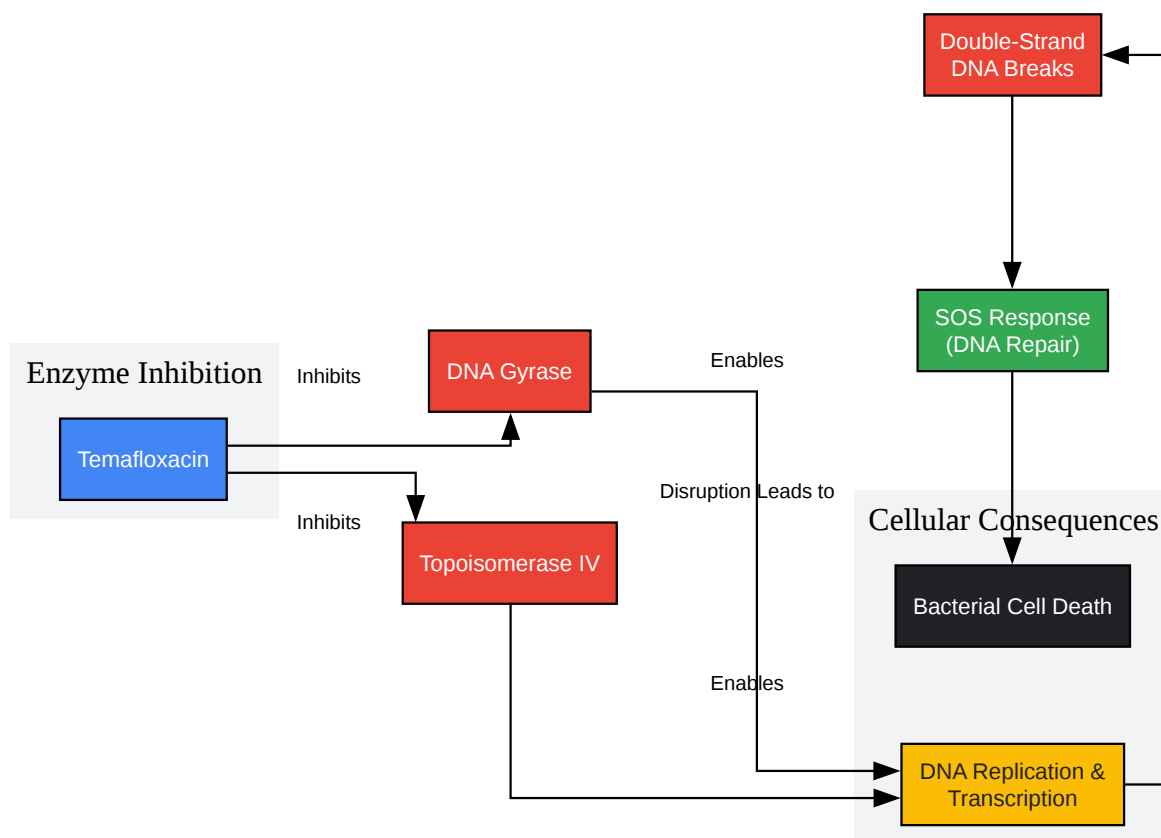 Double-Strand
DNA Breaks
SOS Response
(DNA Repair)
Enzyme Inhibition
Inhibits
DNA Gyrase
Enables
Temafloxacin
Disruption Leads to
Inhibits
Cellular Consequences
Topoisomerase IV
Bacterial Cell Death
Enables
DNA Replication &
Transcription